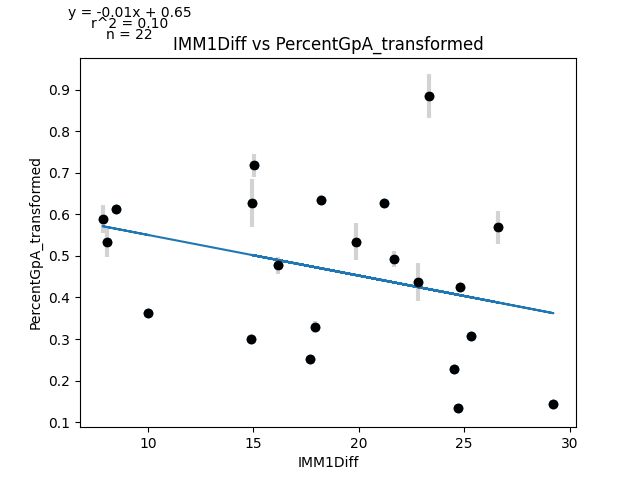 y = -0.01x + 0.65
r^2 = 0.10
n = 22
IMM1Diff vs PercentGpA_transformed
PercentGpA_transformed
0.9
0.8
0.7
0.6
0.5
0.4
0.3
0.2
0.1
10
15
20
25
30
IMM1Diff